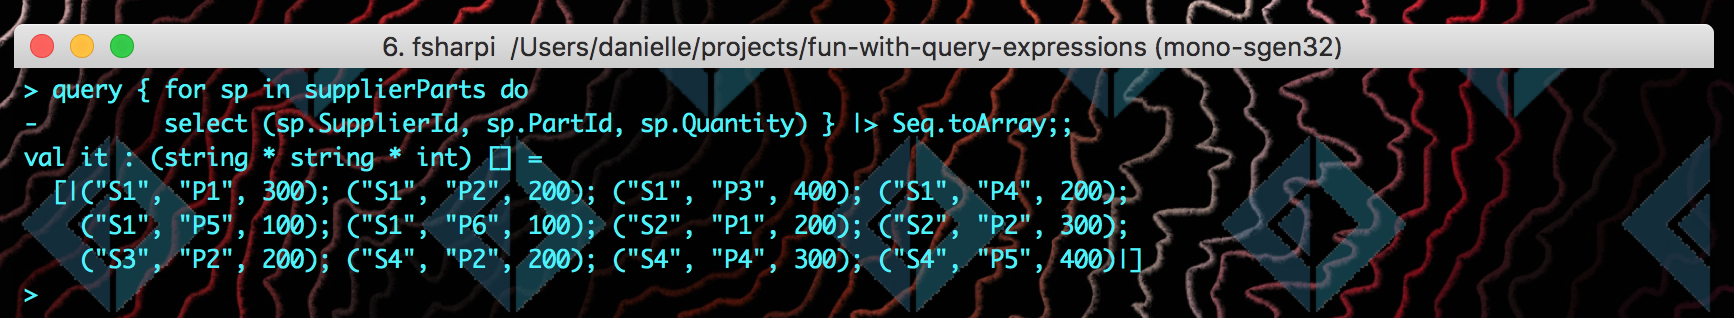 6. fsharpi /Users/danielle/projects/fun-with-query-expressions (mono-sgen32)
> query { for sp in supplierParts do
-         select (sp.SupplierId, sp.PartId, sp.Quantity) } |> Seq.toArray;;
val it : (string * string * int) [] =
  [|("S1", "P1", 300); ("S1", "P2", 200); ("S1", "P3", 400); ("S1", "P4", 200);
    ("S1", "P5", 100); ("S1", "P6", 100); ("S2", "P1", 200); ("S2", "P2", 300);
    ("S3", "P2", 200); ("S4", "P2", 200); ("S4", "P4", 300); ("S4", "P5", 400)|]
>